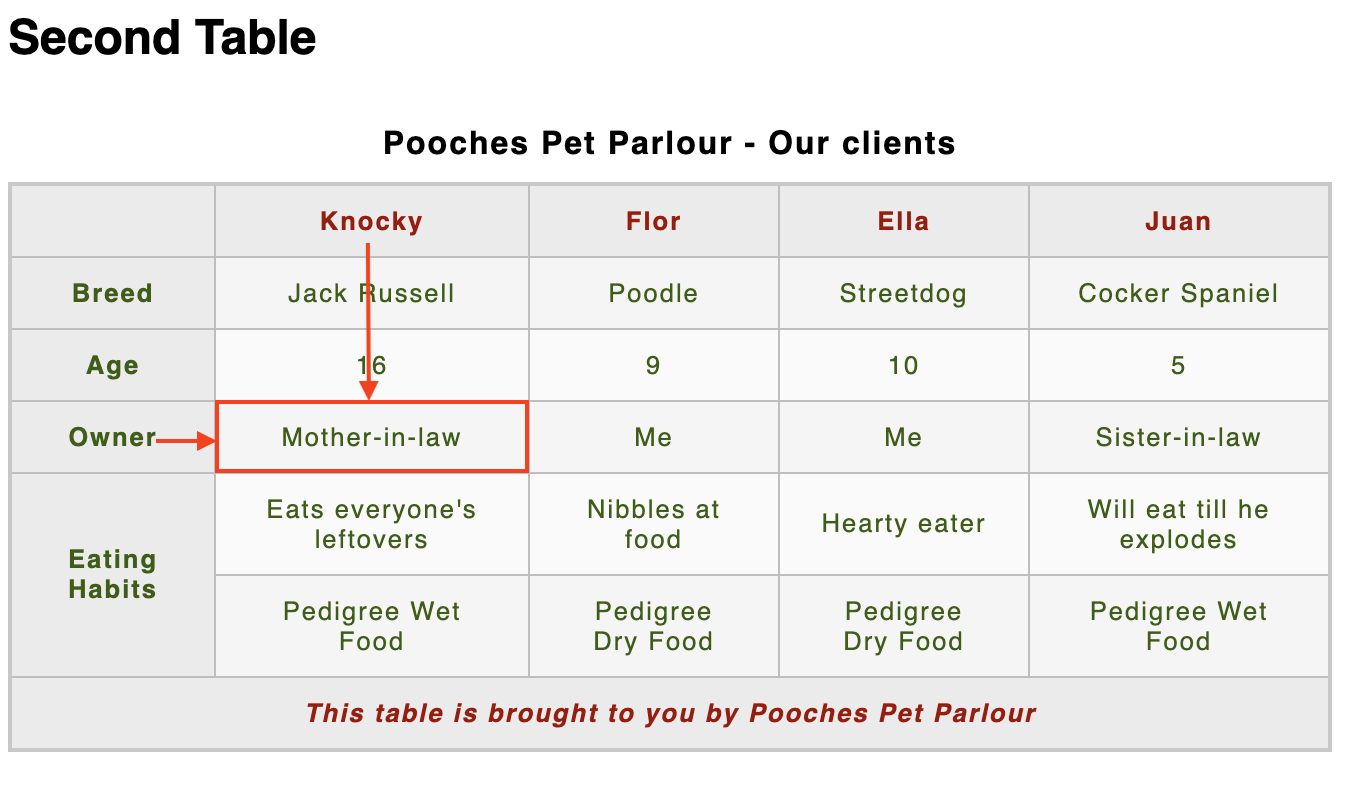 Second Table
Pooches Pet Parlour - Our clients
Knocky Flor Ella Juan
Breed Jack Russell Poodle Streetdog Cocker Spaniel
Age 16 9 10 5
Owner Mother-in-law Me Me Sister-in-law
Eating
Habits
Eats everyone's
leftovers
Nibbles at
food
Hearty eater
Will eat till he
explodes
Pedigree Wet
Food
Pedigree
Dry Food
Pedigree
Dry Food
Pedigree Wet
Food
This table is brought to you by Pooches Pet Parlour